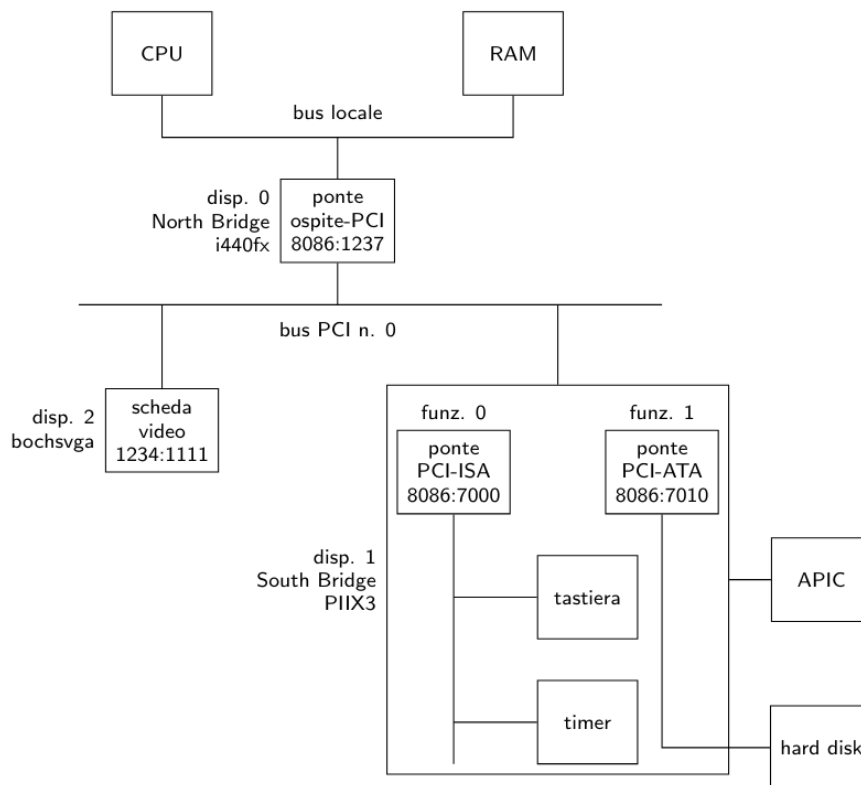 CPU
RAM
bus locale
disp. 0
North Bridge
i440fx
ponte
ospite-PCI
8086:1237
bus PCI n. 0
disp. 2
bochsvga
scheda
video
1234:1111
funz. 0
funz. 1
ponte
PCI-ISA
8086:7000
ponte
PCI-ATA
8086:7010
disp. 1
South Bridge
PIIX3
tastiera
APIC
timer
hard disk